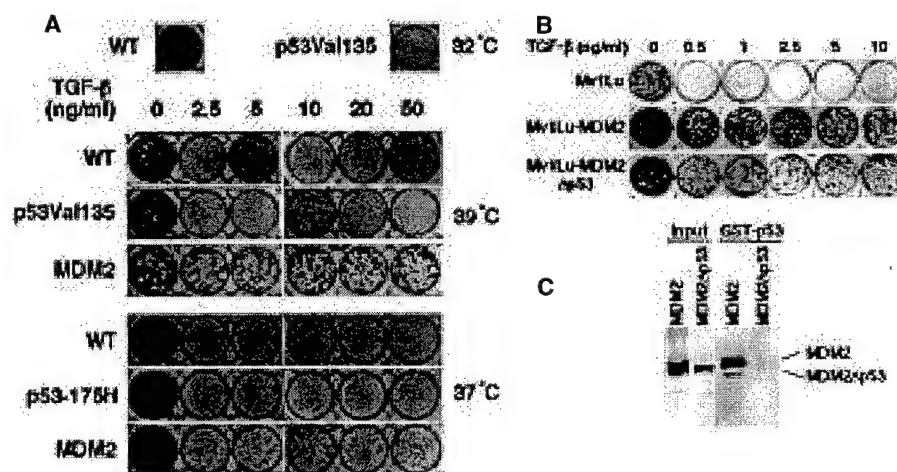 A
WT
p53Val135
32°C
TGF-β
(ng/ml)
0 2.5 5 10 20 50
WT
p53Val135
39°C
MDM2
WT
p53-175H
37°C
MDM2
B
TGF-β (ng/ml) 0 0.5 1 2.5 5 10
Mv1Lu
Mv1Lu-MDM2
Mv1Lu-MDM2
Δp53
C
Input GST-p53
MDM2
MDM2Δp53
MDM2
MDM2Δp53
MDM2
MDM2Δp53